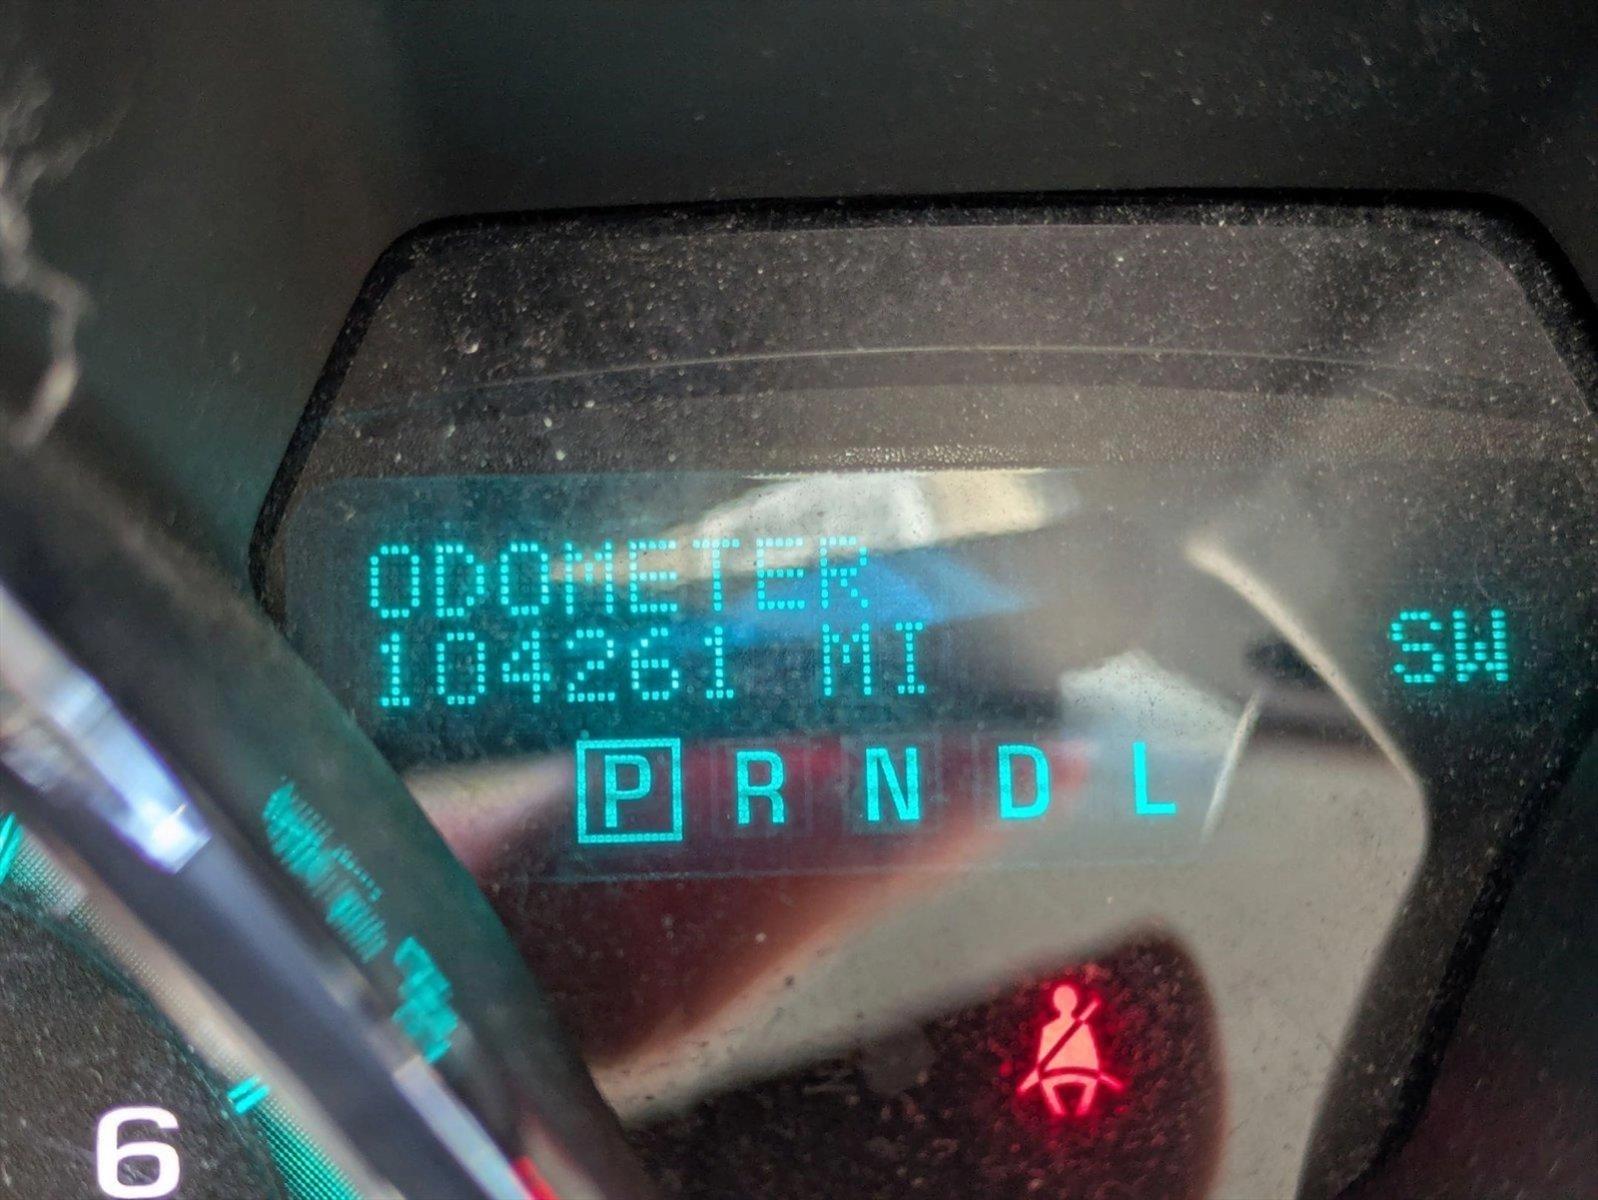 ODOMETER
104261 MI
SW
P R N D L
6